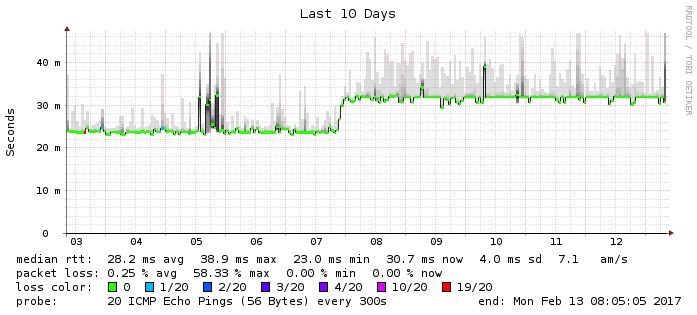 Last 10 Days
RRDTOOL / TOBI OETIKER
Seconds
40 m
30 m
20 m
10 m
0
03 04 05 06 07 08 09 10 11 12
median rtt: 28.2 ms avg 38.9 ms max 23.0 ms min 30.7 ms now 4.0 ms sd 7.1 am/s
packet loss: 0.25 % avg 58.33 % max 0.00 % min 0.00 % now
loss color: 0 1/20 2/20 3/20 4/20 10/20 19/20
probe: 20 ICMP Echo Pings (56 Bytes) every 300s end: Mon Feb 13 08:05:05 2017